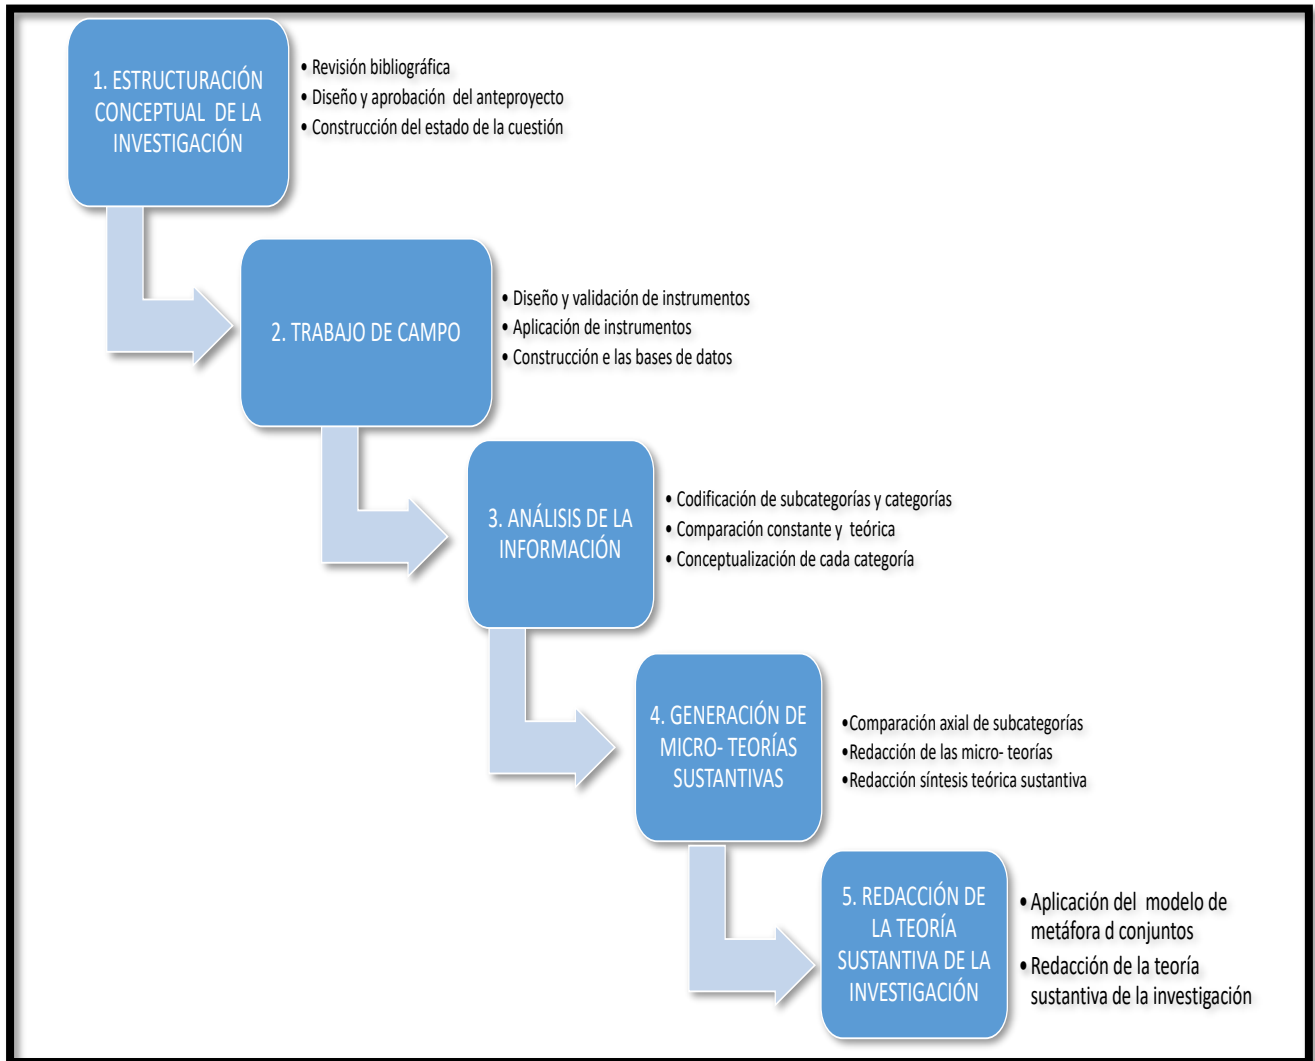 1. ESTRUCTURACIÓN
CONCEPTUAL DE LA
INVESTIGACIÓN
• Revisión bibliográfica
• Diseño y aprobación del anteproyecto
• Construcción del estado de la cuestión
2. TRABAJO DE CAMPO
• Diseño y validación de instrumentos
• Aplicación de instrumentos
• Construcción e las bases de datos
3. ANÁLISIS DE LA
INFORMACIÓN
• Codificación de subcategorías y categorías
• Comparación constante y teórica
• Conceptualización de cada categoría
4. GENERACIÓN DE
MICRO- TEORÍAS
SUSTANTIVAS
•Comparación axial de subcategorías
•Redacción de las micro- teorías
•Redacción síntesis teórica sustantiva
5. REDACCIÓN DE
LA TEORÍA
SUSTANTIVA DE LA
INVESTIGACIÓN
• Aplicación del modelo de
metáfora d conjuntos
• Redacción de la teoría
sustantiva de la investigación